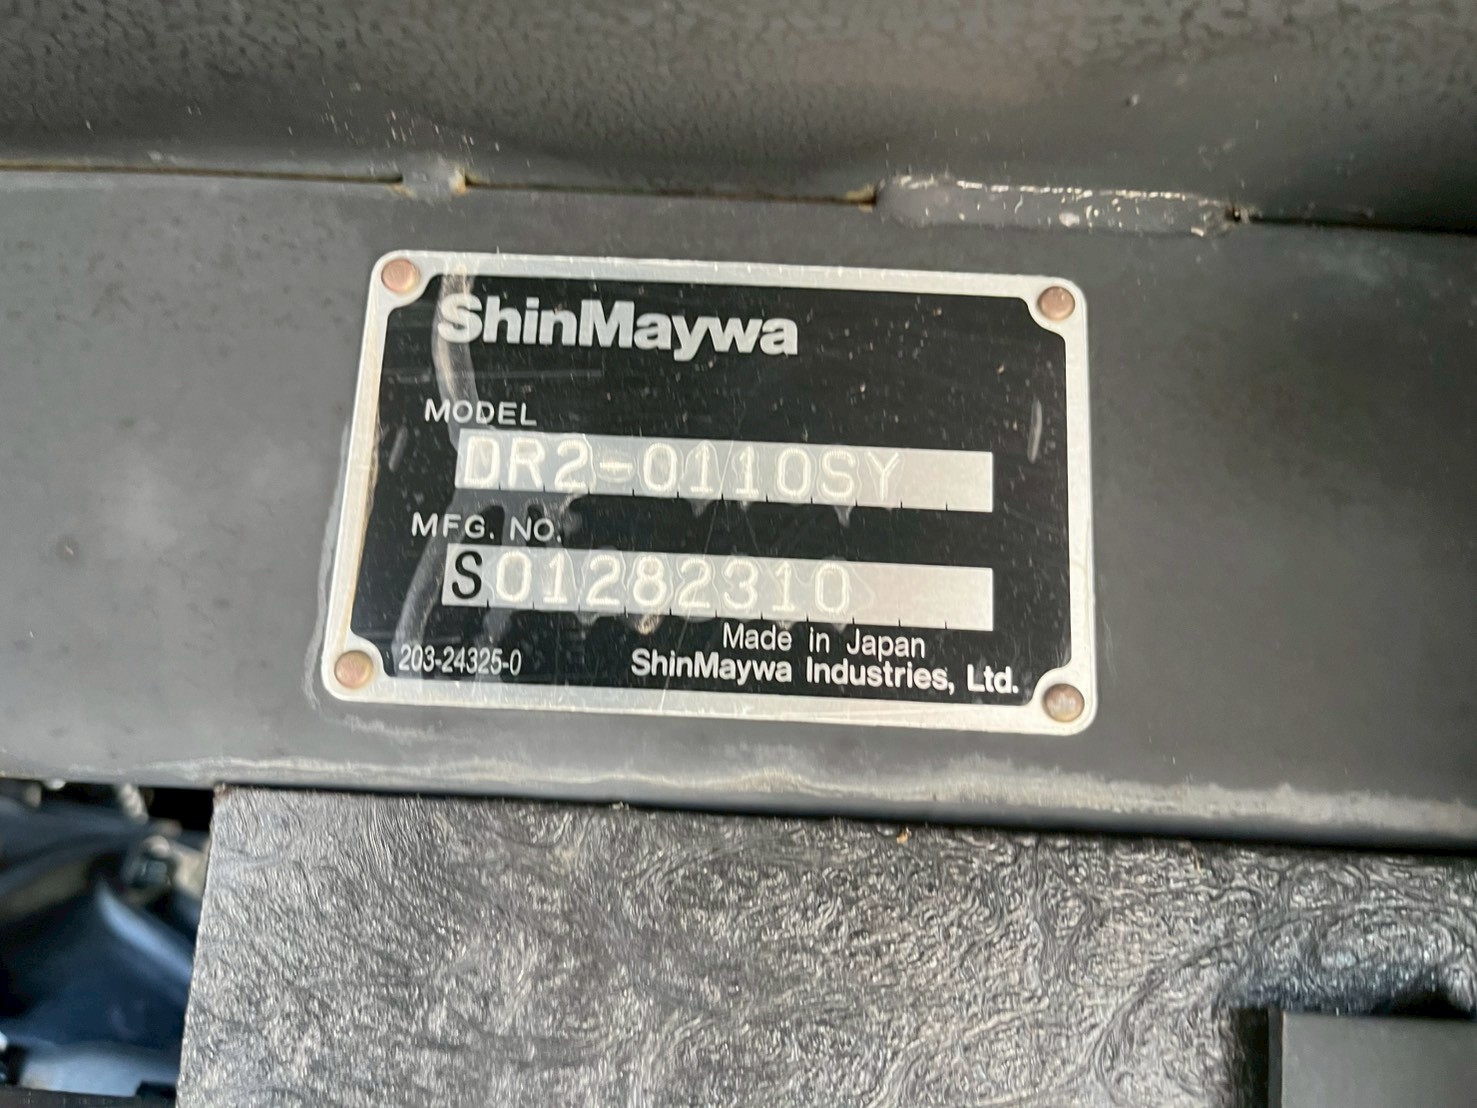 ShinMaywa
MODEL
DR2-0110SY
MFG. NO.
S01282310
Made in Japan
203-24325-0 ShinMaywa Industries, Ltd.